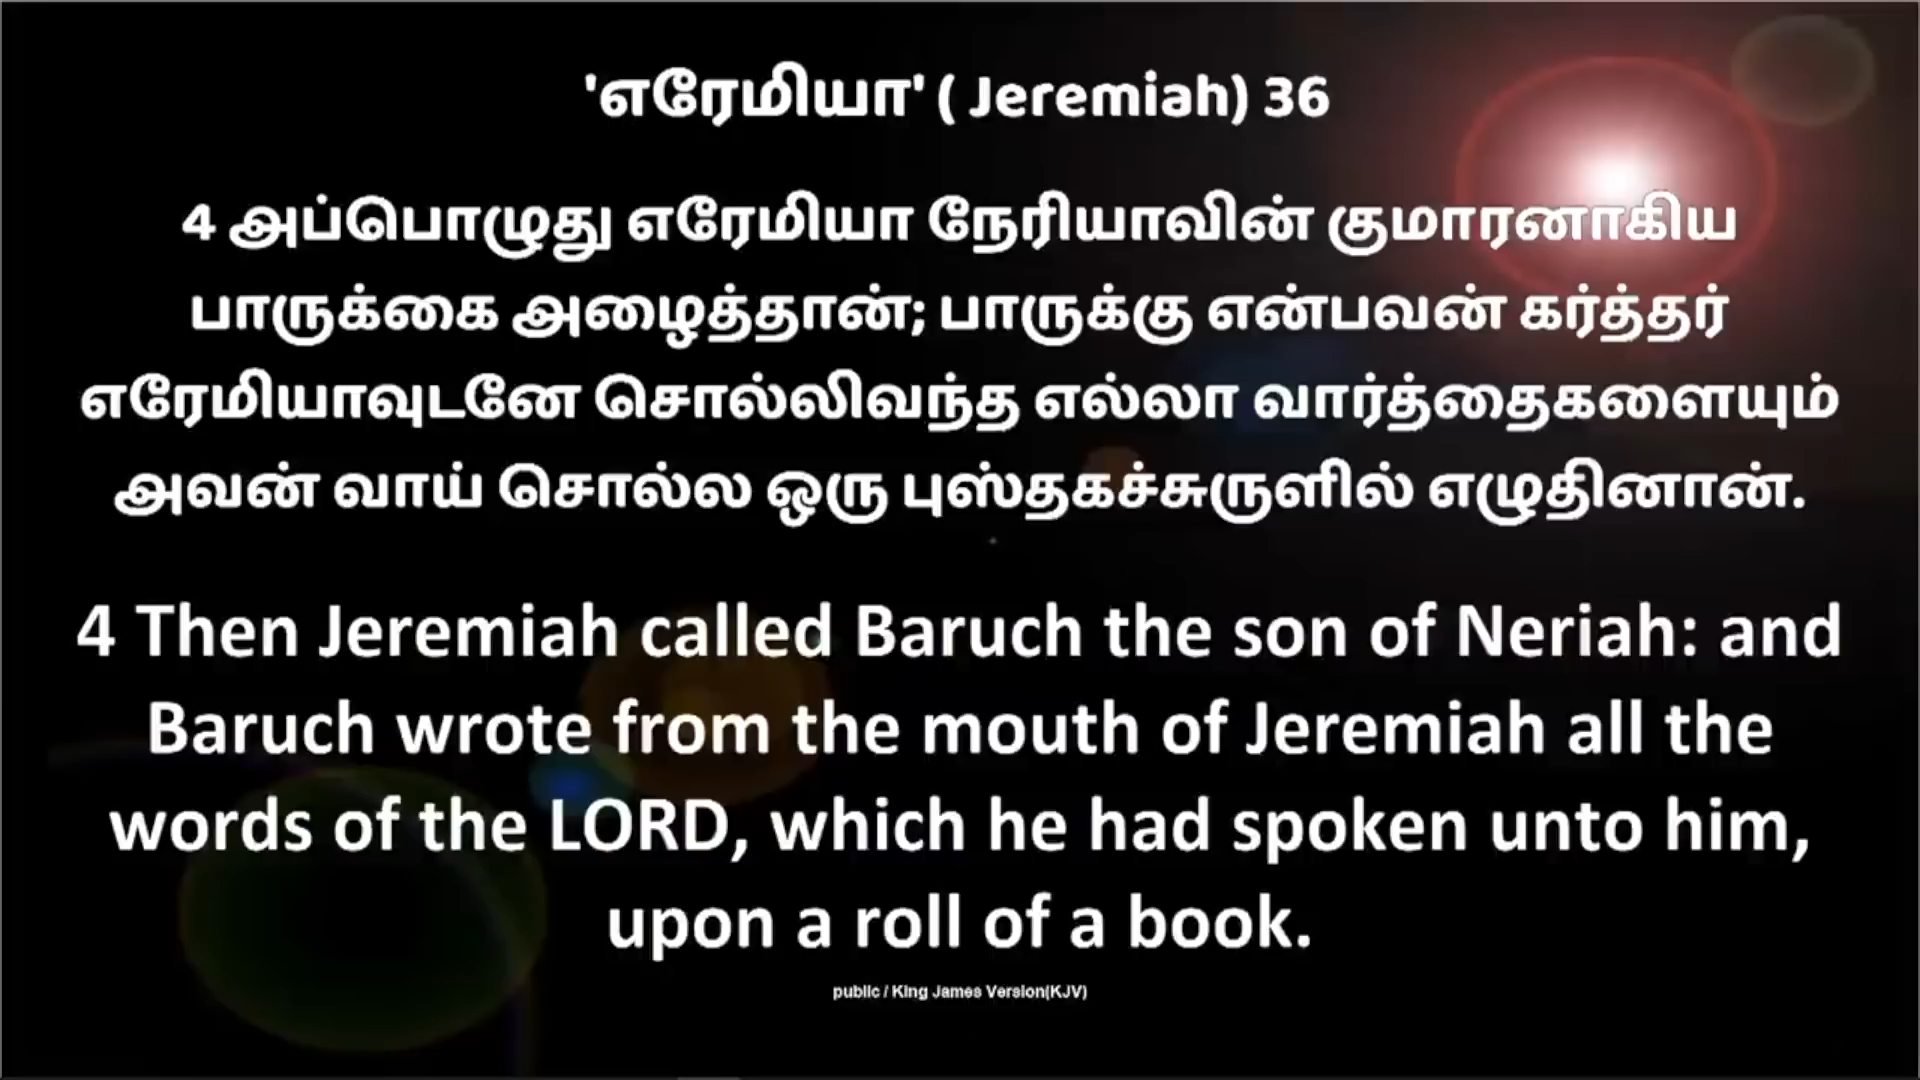 'எரேமியா' ( Jeremiah) 36
4 அப்பொழுது எரேமியா நேரியாவின் குமாரனாகிய
பாருக்கை அழைத்தான்; பாருக்கு என்பவன் கர்த்தர்
எரேமியாவுடனே சொல்லிவந்த எல்லா வார்த்தைகளையும்
அவன் வாய் சொல்ல ஒரு புஸ்தகச்சுருளில் எழுதினான்.
4 Then Jeremiah called Baruch the son of Neriah: and
Baruch wrote from the mouth of Jeremiah all the
words of the LORD, which he had spoken unto him,
upon a roll of a book.
public / King James Version(KJV)